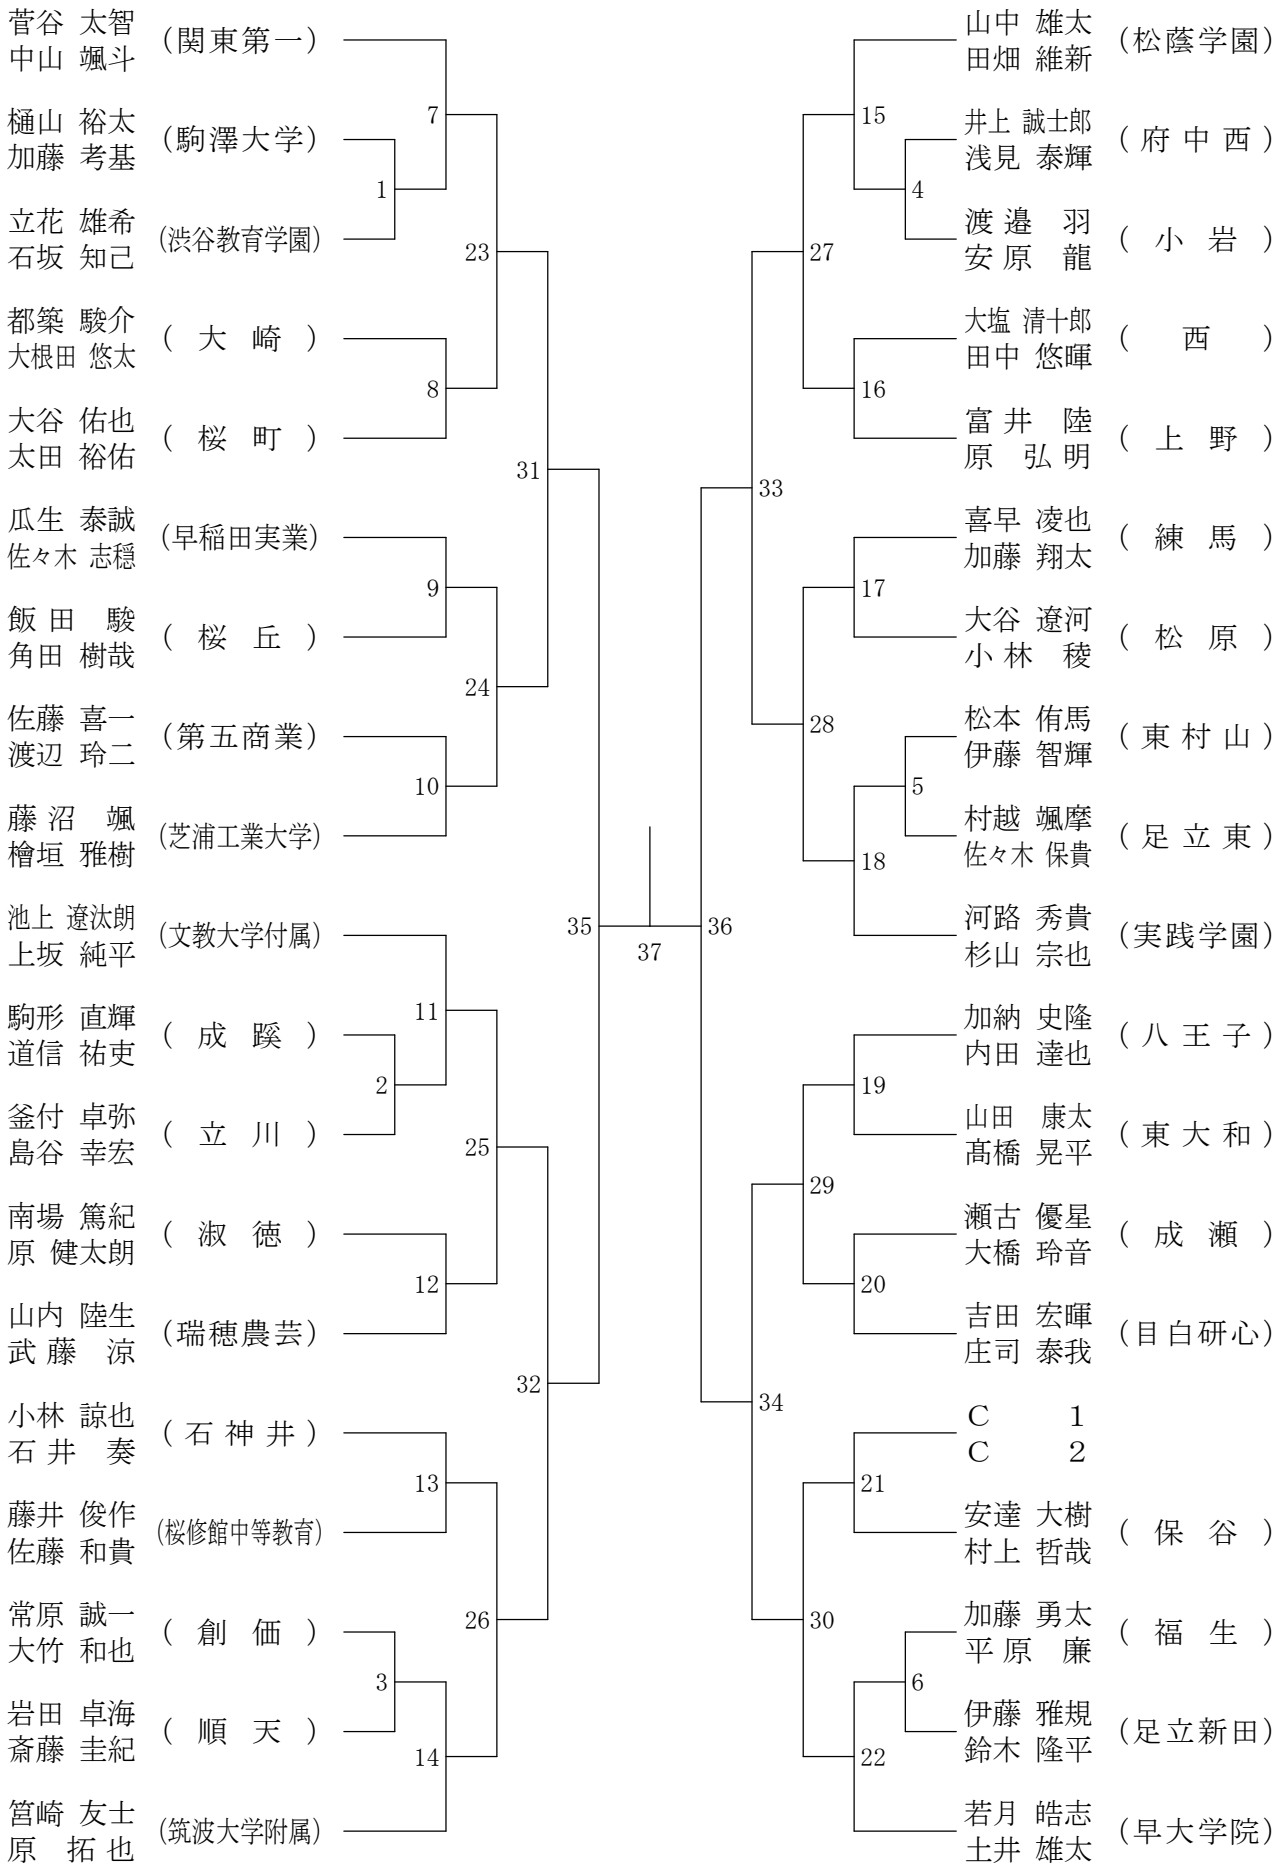 菅谷 太智
中山 颯斗
(関東第一)
樋山 裕太
加藤 考基
(駒澤大学)
立花 雄希
石坂 知己
(渋谷教育学園)
都築 駿介
大根田 悠太
( 大 崎 )
大谷 佑也
太田 裕佑
( 桜 町 )
瓜生 泰誠
佐々木 志穏
(早稲田実業)
飯田 駿
角田 樹哉
( 桜 丘 )
佐藤 喜一
渡辺 玲二
(第五商業)
藤沼 颯
檜垣 雅樹
(芝浦工業大学)
池上 遼汰朗
上坂 純平
(文教大学付属)
駒形 直輝
道信 祐吏
( 成 蹊 )
釜付 卓弥
島谷 幸宏
( 立 川 )
南場 篤紀
原 健太朗
( 淑 徳 )
山内 陸生
武藤 涼
(瑞穂農芸)
小林 諒也
石井 奏
( 石 神 井 )
藤井 俊作
佐藤 和貴
(桜修館中等教育)
常原 誠一
大竹 和也
( 創 価 )
岩田 卓海
斎藤 圭紀
( 順 天 )
筥崎 友士
原 拓也
(筑波大学附属)
7
1
23
8
31
9
24
10
35
11
2
25
12
32
13
26
3
14
37
36
15
4
27
16
33
17
28
5
18
19
29
20
34
21
30
6
22
山中 雄太
田畑 維新
(松蔭学園)
井上 誠士郎
浅見 泰輝
( 府 中 西 )
渡邉 羽
安原 龍
( 小 岩 )
大塩 清十郎
田中 悠暉
( 西 )
富井 陸
原 弘明
( 上 野 )
喜早 凌也
加藤 翔太
( 練 馬 )
大谷 遼河
小林 稜
( 松 原 )
松本 侑馬
伊藤 智輝
( 東 村 山 )
村越 颯摩
佐々木 保貴
( 足 立 東 )
河路 秀貴
杉山 宗也
(実践学園)
加納 史隆
内田 達也
( 八 王 子 )
山田 康太
髙橋 晃平
( 東 大 和 )
瀬古 優星
大橋 玲音
( 成 瀬 )
吉田 宏暉
庄司 泰我
(目白研心)
C 1
C 2
安達 大樹
村上 哲哉
( 保 谷 )
加藤 勇太
平原 廉
( 福 生 )
伊藤 雅規
鈴木 隆平
(足立新田)
若月 皓志
土井 雄太
(早大学院)